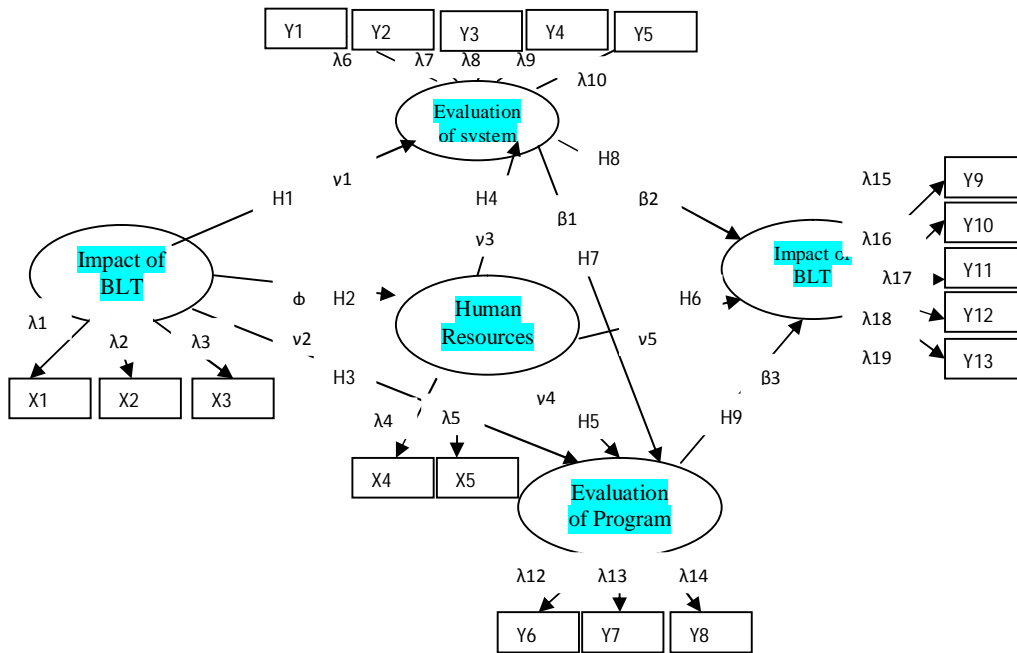 Y1 Y2 Y3 Y4 Y5
λ6 λ7 λ8 λ9 λ10
Evaluation
of system
H1 ν1 H4 β1 H8 β2
ν3 H7
Impact of
BLT
λ1 λ2 λ3
X1 X2 X3
ф H2
ν2 H3
Human
Resources
λ4 λ5
X4 X5
ν4 H5
ν5 H6
Impact of
BLT
λ15 λ16 λ17 λ18 λ19
Y9
Y10
Y11
Y12
Y13
β3
H9
Evaluation
of Program
λ12 λ13 λ14
Y6 Y7 Y8